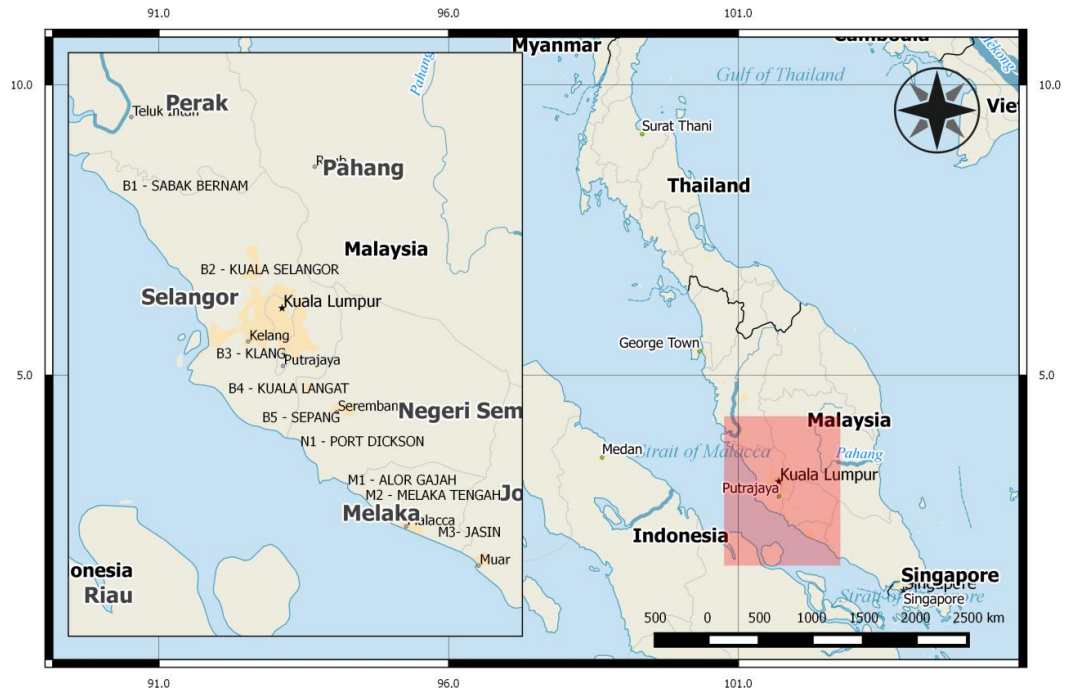 91.0
96.0
101.0
10.0
10.0
Myanmar
Cambodia
Pahang
Gulf of Thailand
Perak
Teluk Intan
Surat Thani
Pahang
B1 - SABAK BERNAM
Thailand
Malaysia
B2 - KUALA SELANGOR
Selangor
Kuala Lumpur
Kelang
B3 - KLANG
Putrajaya
George Town
5.0
5.0
B4 - KUALA LANGAT
Seremban
Negeri Sem
B5 - SEPANG
N1 - PORT DICKSON
Malaysia
Medan
Strait of Malacca
Pahang
M1 - ALOR GAJAH
Kuala Lumpur
M2 - MELAKA TENGAH
Jo
Putrajaya
Melaka
Malacca
M3- JASIN
Indonesia
Muar
onesia
Riau
Singapore
Singapore
Singapore
500 0 500 1000 1500 2000 2500 km
91.0
96.0
101.0